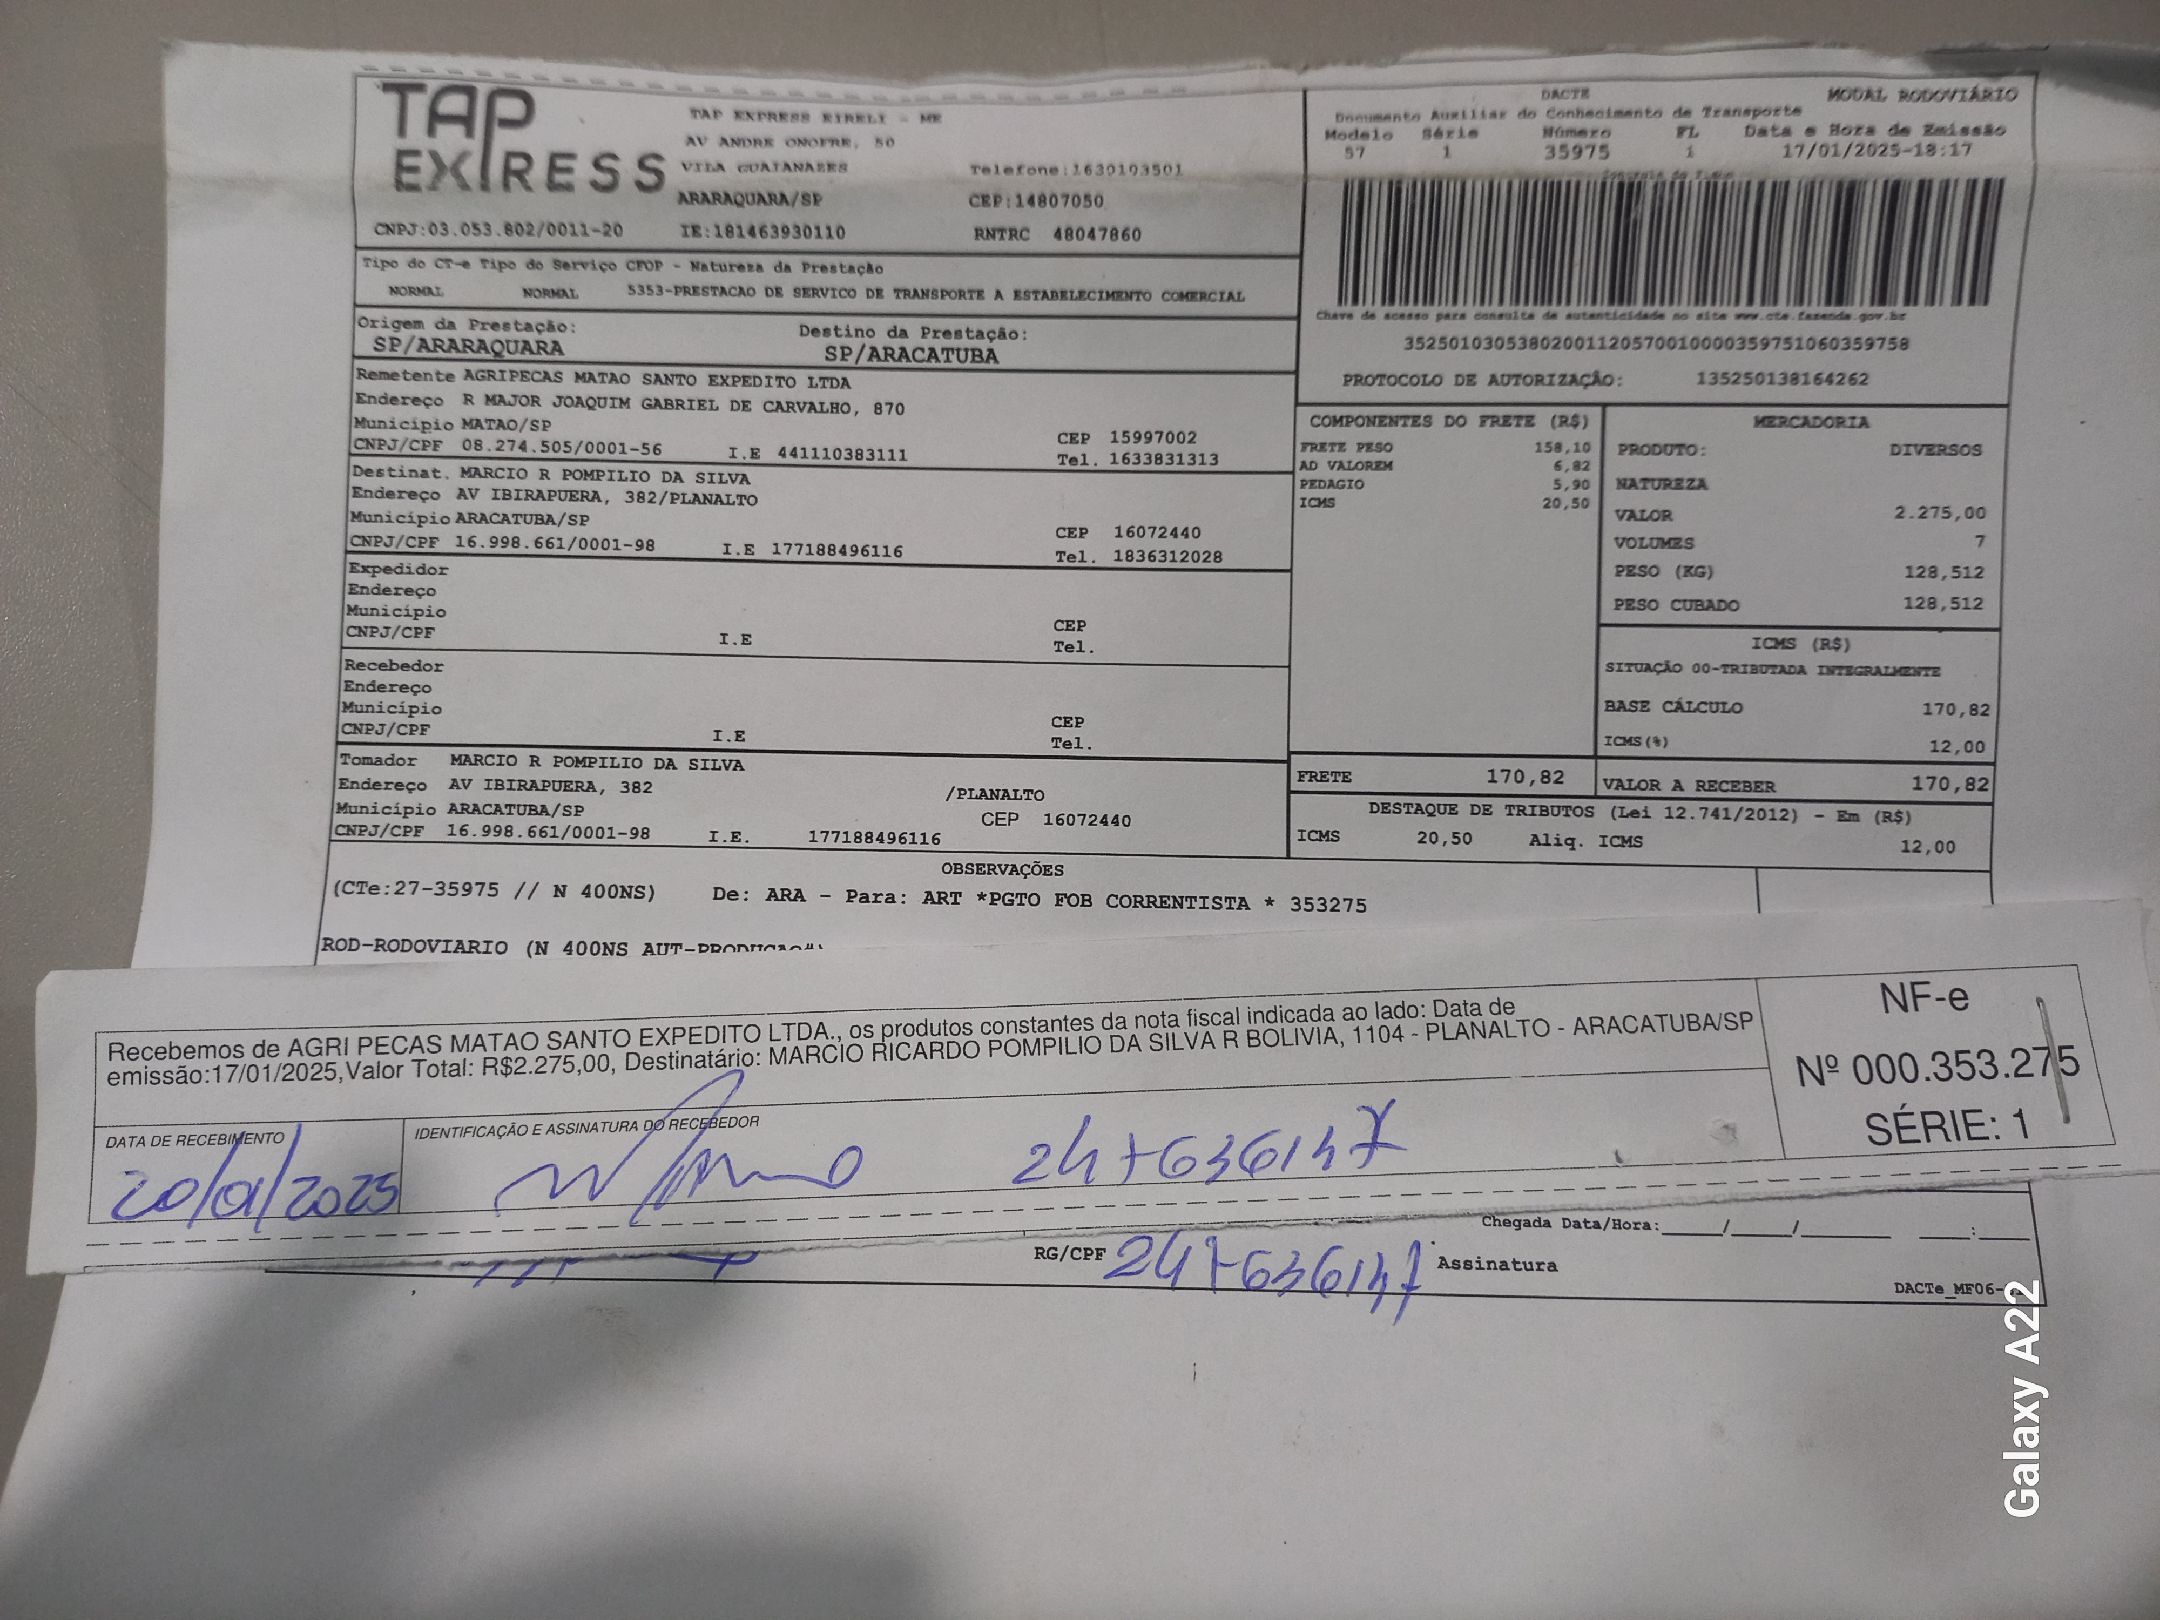 TAP EXPRESS
TAP EXPRESS EIRELI - ME
AV ANDRE ONOFRE, 50
VILA GUAIANAZES Telefone:1630103501
ARARAQUARA/SP CEP:14807050
CNPJ:03.053.802/0011-20 IE:181463930110 RNTRC 48047860
DACTE MODAL RODOVIÁRIO
Documento Auxiliar do Conhecimento de Transporte
Modelo Série Número FL Data e Hora de Emissão
57 1 35975 1 17/01/2025-18:17
Chave de acesso para consulta de autenticidade no site www.cte.fazenda.gov.br
35250103053802001120570010000359751060359758
PROTOCOLO DE AUTORIZAÇÃO: 135250138164262
Tipo do CT-e Tipo do Serviço CFOP - Natureza da Prestação
NORMAL NORMAL 5353-PRESTACAO DE SERVICO DE TRANSPORTE A ESTABELECIMENTO COMERCIAL
Origem da Prestação: Destino da Prestação:
SP/ARARAQUARA SP/ARACATUBA
Remetente AGRIPECAS MATAO SANTO EXPEDITO LTDA
Endereço R MAJOR JOAQUIM GABRIEL DE CARVALHO, 870
Município MATAO/SP CEP 15997002
CNPJ/CPF 08.274.505/0001-56 I.E 441110383111 Tel. 1633831313
Destinat. MARCIO R POMPILIO DA SILVA
Endereço AV IBIRAPUERA, 382/PLANALTO
Município ARACATUBA/SP CEP 16072440
CNPJ/CPF 16.998.661/0001-98 I.E 177188496116 Tel. 1836312028
Expedidor
Endereço
Município CEP
CNPJ/CPF I.E Tel.
Recebedor
Endereço
Município CEP
CNPJ/CPF I.E Tel.
Tomador MARCIO R POMPILIO DA SILVA
Endereço AV IBIRAPUERA, 382 /PLANALTO
Município ARACATUBA/SP CEP 16072440
CNPJ/CPF 16.998.661/0001-98 I.E. 177188496116
COMPONENTES DO FRETE (R$)
FRETE PESO 158,10
AD VALOREM 6,82
PEDAGIO 5,90
ICMS 20,50
MERCADORIA
PRODUTO: DIVERSOS
NATUREZA
VALOR 2.275,00
VOLUMES 7
PESO (KG) 128,512
PESO CUBADO 128,512
ICMS (R$)
SITUAÇÃO 00-TRIBUTADA INTEGRALMENTE
BASE CÁLCULO 170,82
ICMS(%) 12,00
FRETE 170,82 VALOR A RECEBER 170,82
DESTAQUE DE TRIBUTOS (Lei 12.741/2012) - Em (R$)
ICMS 20,50 Aliq. ICMS 12,00
OBSERVAÇÕES
(CTe:27-35975 // N 400NS) De: ARA - Para: ART *PGTO FOB CORRENTISTA * 353275
ROD-RODOVIARIO (N 400NS AUT-PRODUCAO
Recebemos de AGRI PECAS MATAO SANTO EXPEDITO LTDA., os produtos constantes da nota fiscal indicada ao lado: Data de
emissão:17/01/2025,Valor Total: R$2.275,00, Destinatário: MARCIO RICARDO POMPILIO DA SILVA R BOLIVIA, 1104 - PLANALTO - ARACATUBA/SP
NF-e
Nº 000.353.275
SÉRIE: 1
DATA DE RECEBIMENTO IDENTIFICAÇÃO E ASSINATURA DO RECEBEDOR
20/01/2025 247636147
Chegada Data/Hora:____/____/______ ___:___
RG/CPF 247636147 Assinatura
DACTe_MF06-
Galaxy A22